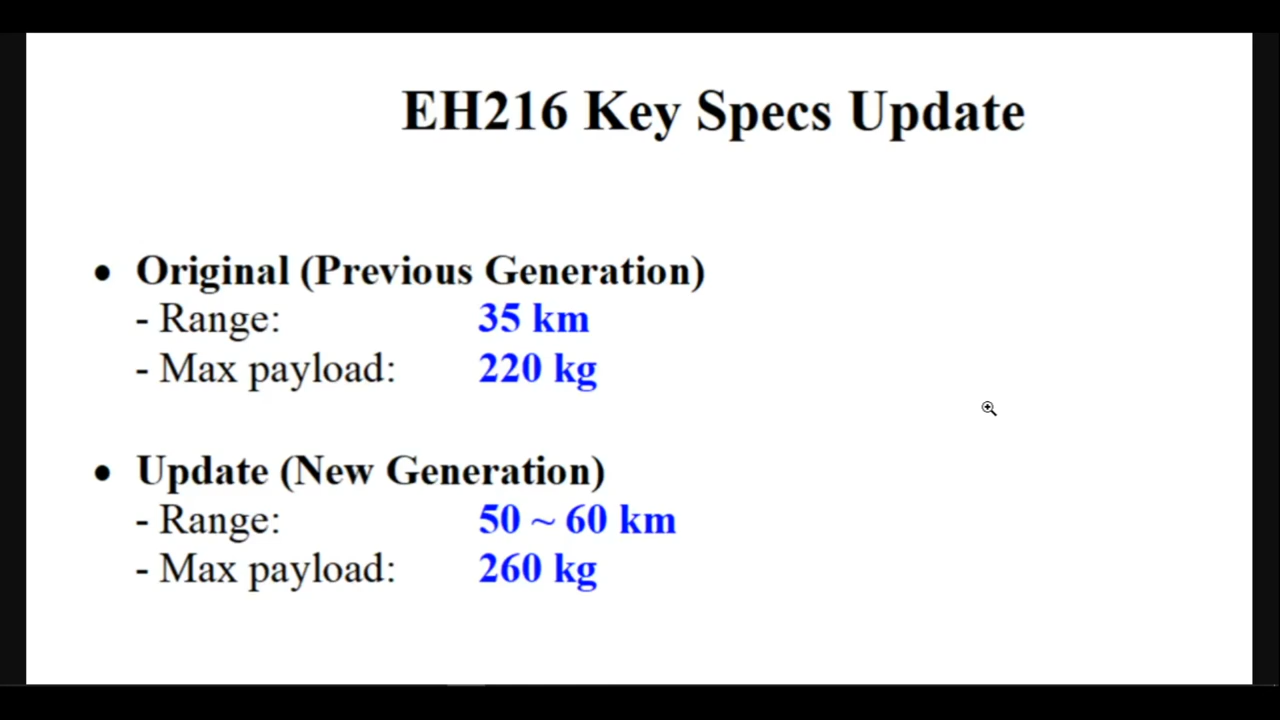 EH216 Key Specs Update
• Original (Previous Generation)
- Range: 35 km
- Max payload: 220 kg
• Update (New Generation)
- Range: 50 ~ 60 km
- Max payload: 260 kg